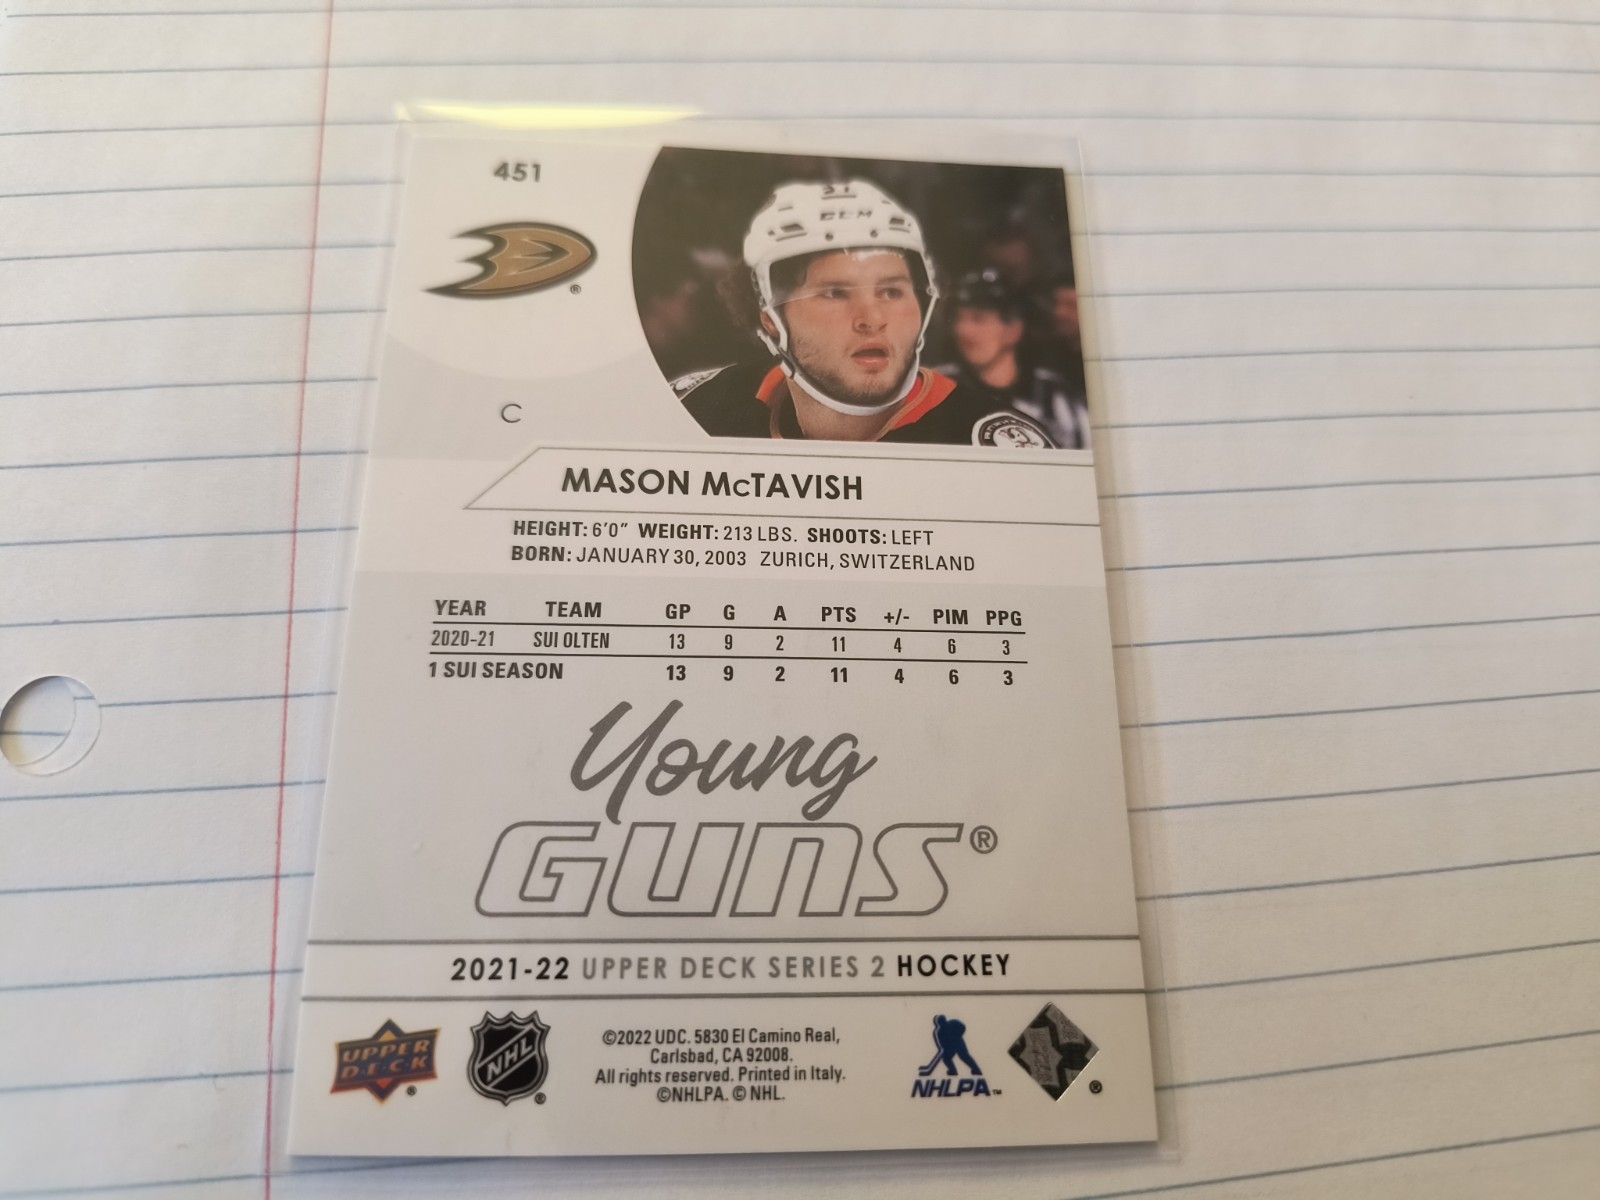 451
®
C
CCM
MASON McTAVISH
HEIGHT: 6'0" WEIGHT: 213 LBS. SHOOTS: LEFT
BORN: JANUARY 30, 2003 ZURICH, SWITZERLAND
YEAR TEAM GP G A PTS +/- PIM PPG
2020-21 SUI OLTEN 13 9 2 11 4 6 3
1 SUI SEASON 13 9 2 11 4 6 3
Young
GUNS®
2021-22 UPPER DECK SERIES 2 HOCKEY
UPPER
D·E·C·K
®
NHL
®
©2022 UDC. 5830 El Camino Real,
Carlsbad, CA 92008.
All rights reserved. Printed in Italy.
©NHLPA. © NHL.
NHLPA™
®